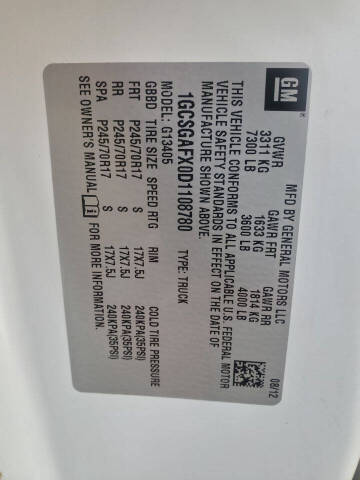 GM
MFD BY GENERAL MOTORS LLC
08/12
GVWR GAWR FRT GAWR RR
3311 KG 1633 KG 1814 KG
7300 LB 3600 LB 4000 LB
THIS VEHICLE CONFORMS TO ALL APPLICABLE U.S. FEDERAL MOTOR
VEHICLE SAFETY STANDARDS IN EFFECT ON THE DATE OF
MANUFACTURE SHOWN ABOVE.
1GCSGAFX0D1108780 TYPE: TRUCK
MODEL: G13405
GBBD TIRE SIZE SPEED RTG RIM COLD TIRE PRESSURE
FRT P245/70R17 S 17X7.5J 240KPA(35PSI)
RR P245/70R17 S 17X7.5J 240KPA(35PSI)
SPA P245/70R17 S 17X7.5J 240KPA(35PSI)
SEE OWNER'S MANUAL FOR MORE INFORMATION.